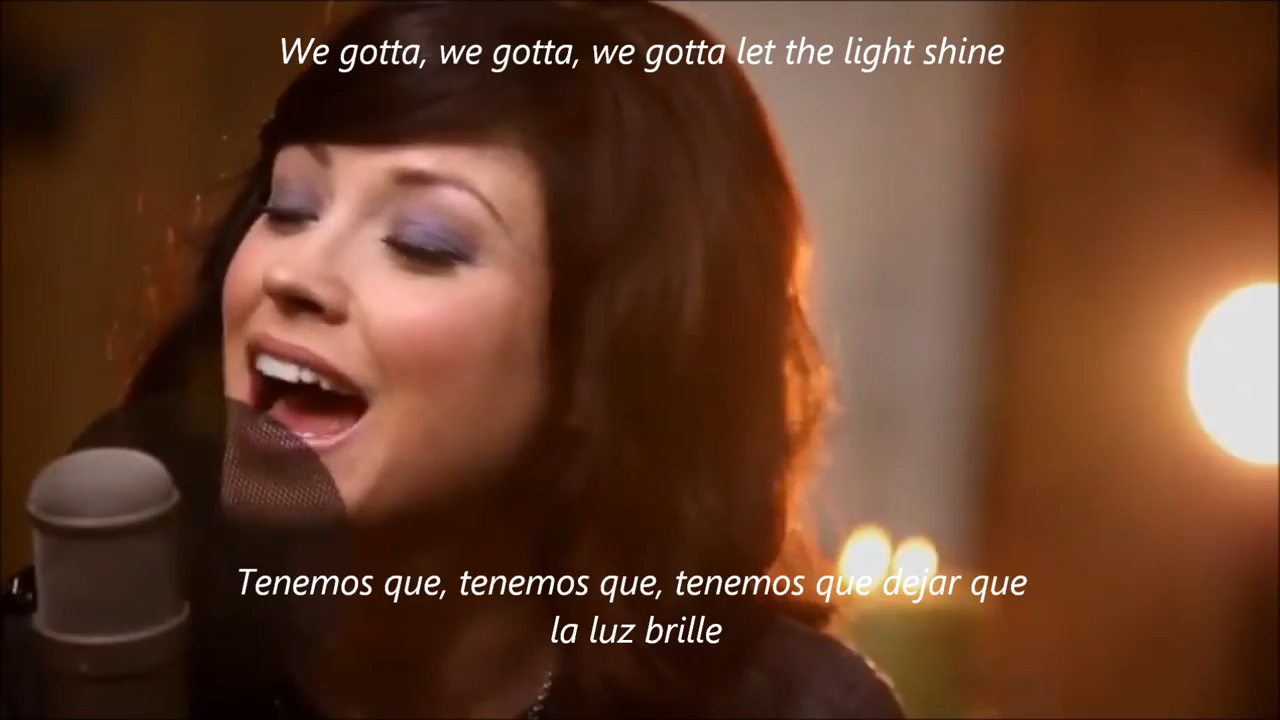 We gotta, we gotta, we gotta let the light shine
Tenemos que, tenemos que, tenemos que dejar que
la luz brille